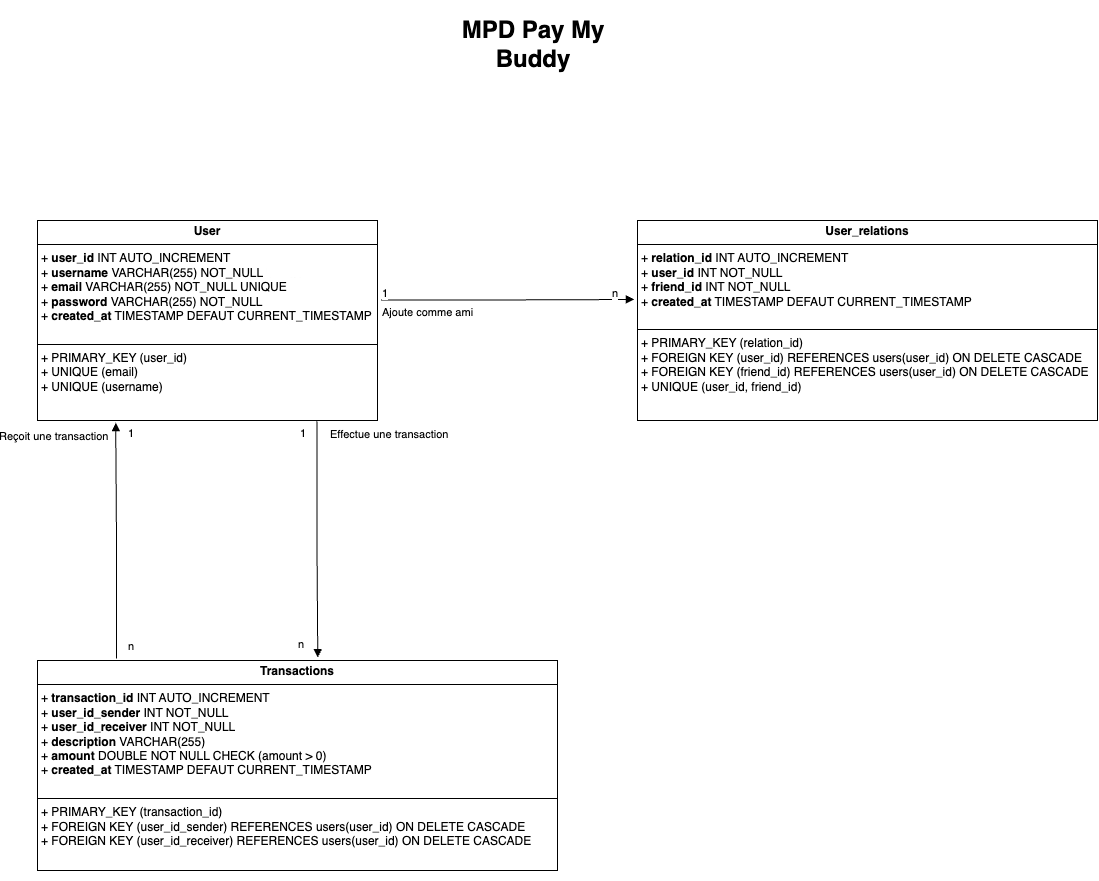 MPD Pay My
Buddy
User
+ user_id INT AUTO_INCREMENT
+ username VARCHAR(255) NOT_NULL
+ email VARCHAR(255) NOT_NULL UNIQUE
+ password VARCHAR(255) NOT_NULL
+ created_at TIMESTAMP DEFAUT CURRENT_TIMESTAMP
+ PRIMARY_KEY (user_id)
+ UNIQUE (email)
+ UNIQUE (username)
1
n
Ajoute comme ami
User_relations
+ relation_id INT AUTO_INCREMENT
+ user_id INT NOT_NULL
+ friend_id INT NOT_NULL
+ created_at TIMESTAMP DEFAUT CURRENT_TIMESTAMP
+ PRIMARY_KEY (relation_id)
+ FOREIGN KEY (user_id) REFERENCES users(user_id) ON DELETE CASCADE
+ FOREIGN KEY (friend_id) REFERENCES users(user_id) ON DELETE CASCADE
+ UNIQUE (user_id, friend_id)
Reçoit une transaction
1
1
Effectue une transaction
n
n
Transactions
+ transaction_id INT AUTO_INCREMENT
+ user_id_sender INT NOT_NULL
+ user_id_receiver INT NOT_NULL
+ description VARCHAR(255)
+ amount DOUBLE NOT NULL CHECK (amount > 0)
+ created_at TIMESTAMP DEFAUT CURRENT_TIMESTAMP
+ PRIMARY_KEY (transaction_id)
+ FOREIGN KEY (user_id_sender) REFERENCES users(user_id) ON DELETE CASCADE
+ FOREIGN KEY (user_id_receiver) REFERENCES users(user_id) ON DELETE CASCADE